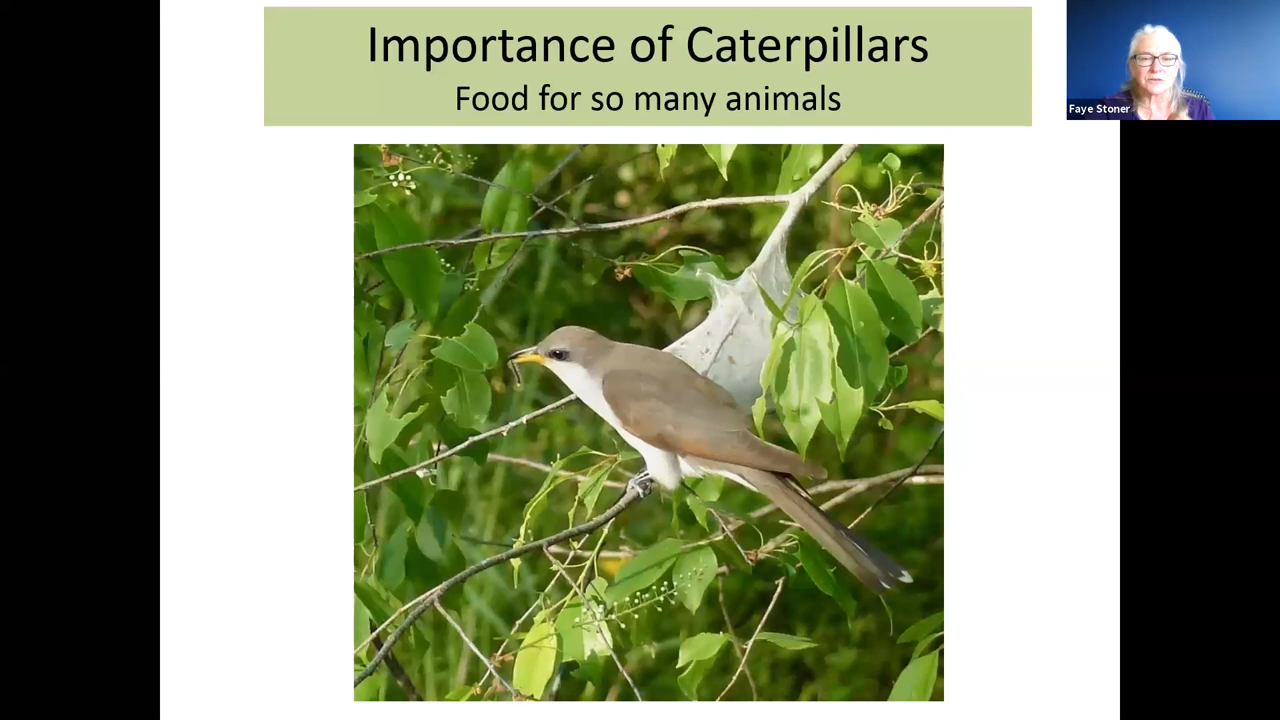 Importance of Caterpillars
Food for so many animals
Faye Stoner